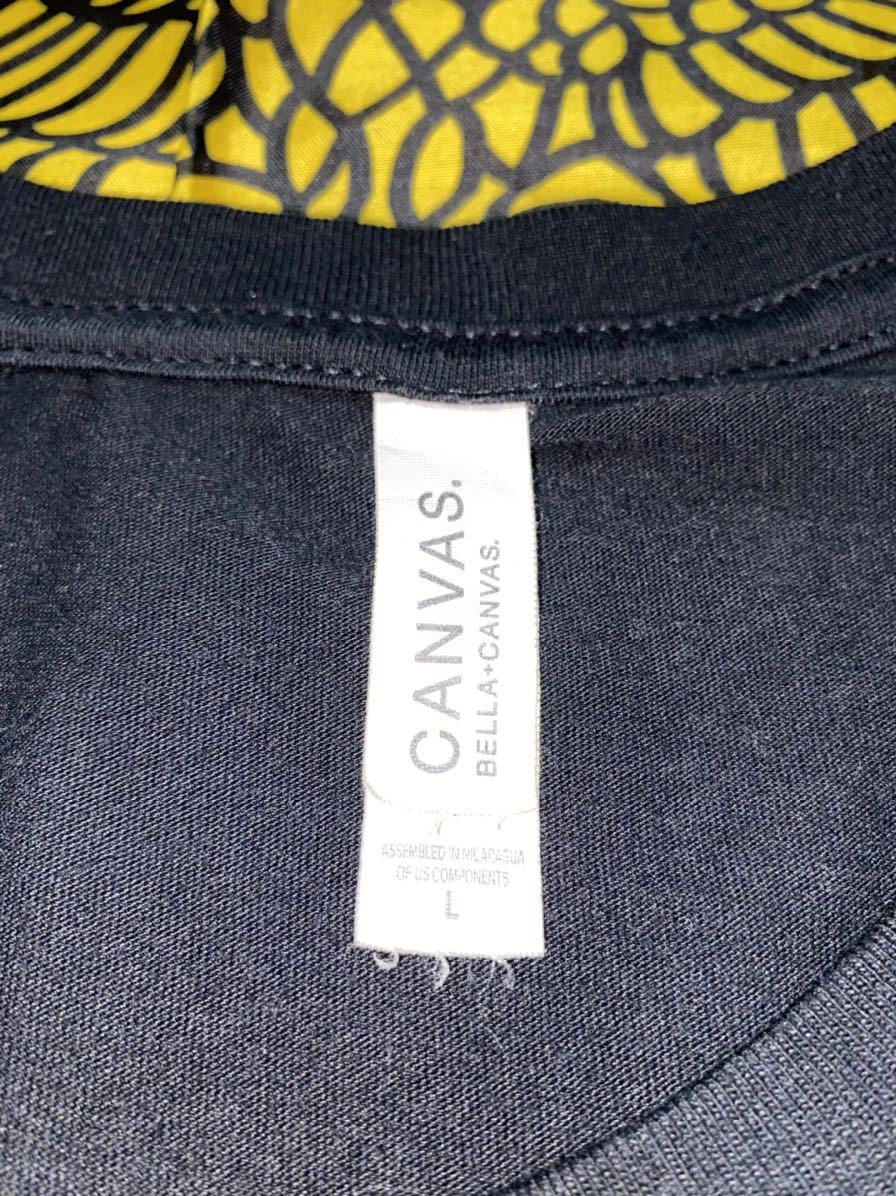 CANVAS.
BELLA+CANVAS.
ASSEMBLED IN NICARAGUA
OF US COMPONENTS
L